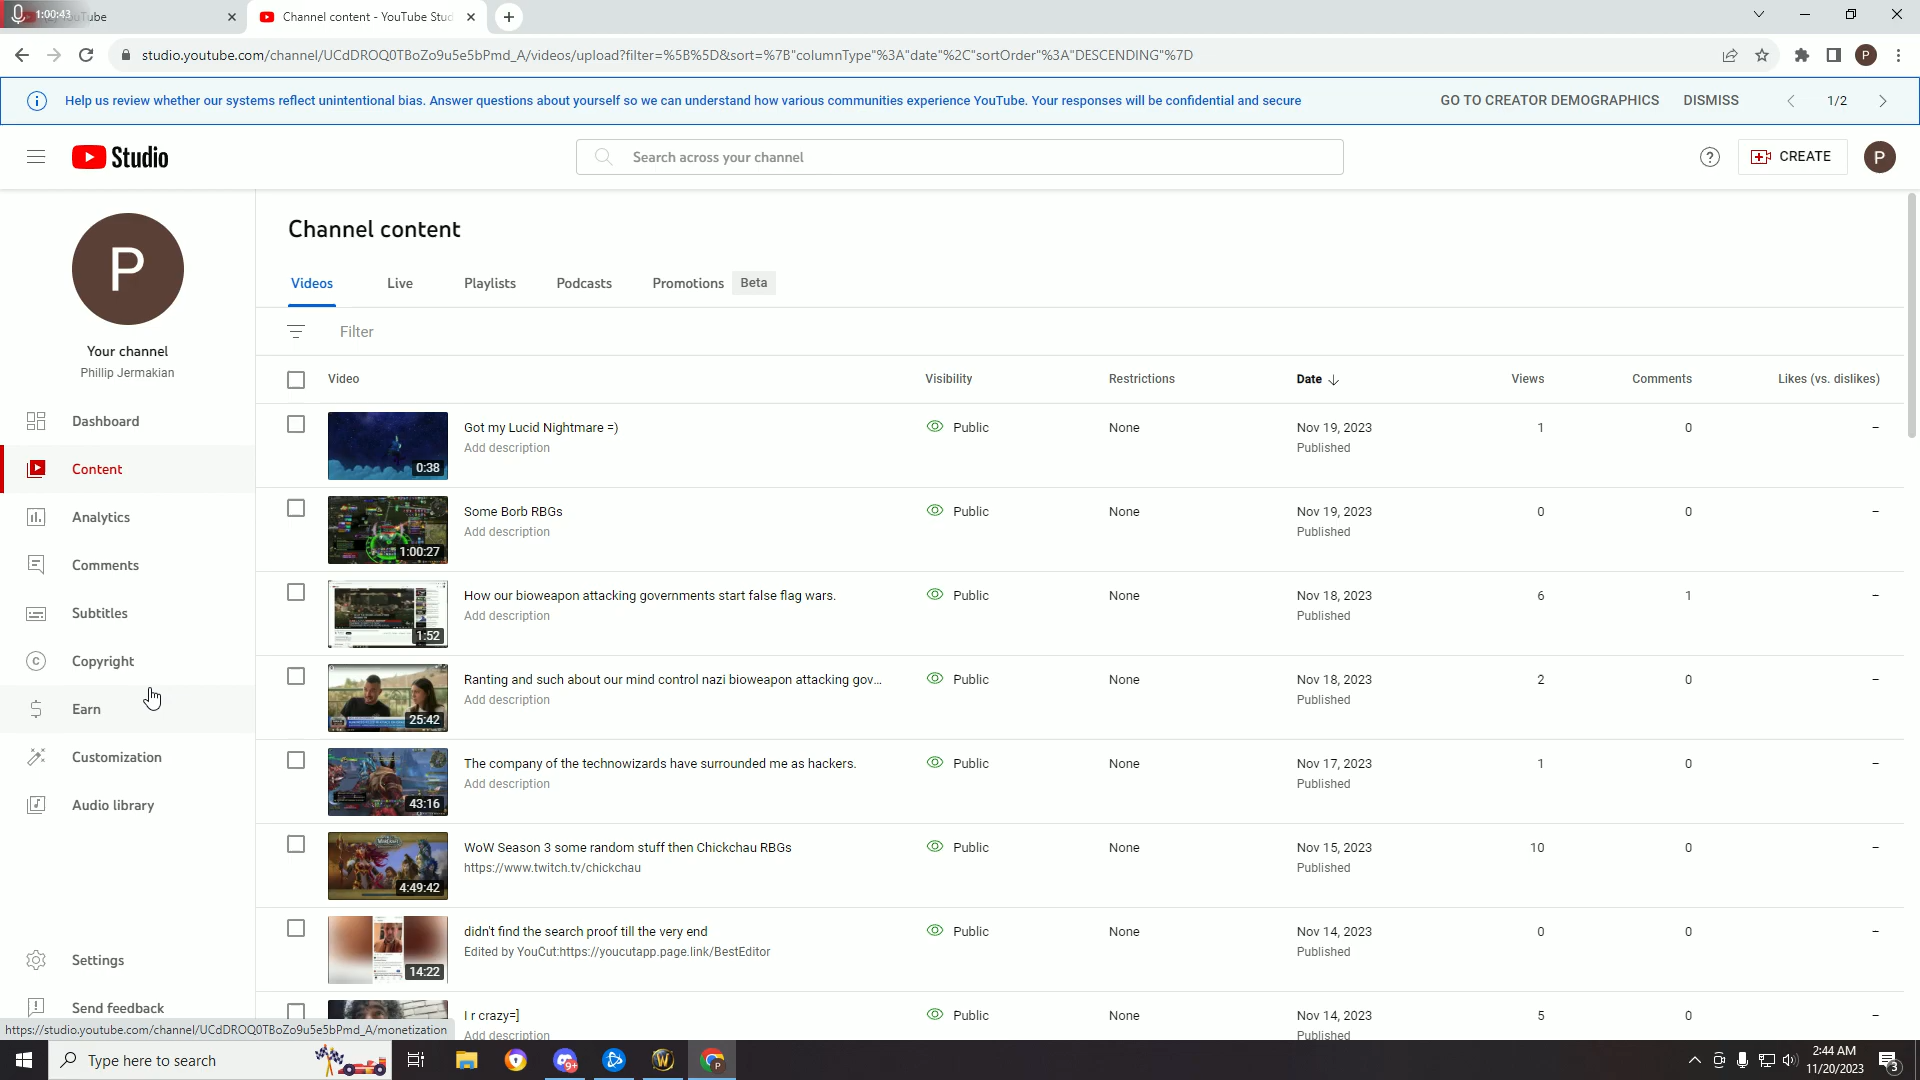 1:00:43
Tube
Channel content - YouTube Stud
studio.youtube.com/channel/UCdDROQ0TBoZo9u5e5bPmd_A/videos/upload?filter=%5B%5D&sort=%7B"columnType"%3A"date"%2C"sortOrder"%3A"DESCENDING"%7D
P
Help us review whether our systems reflect unintentional bias. Answer questions about yourself so we can understand how various communities experience YouTube. Your responses will be confidential and secure
GO TO CREATOR DEMOGRAPHICS DISMISS 1/2
Studio
Search across your channel
CREATE
P
P
Your channel
Phillip Jermakian
Dashboard
Content
Analytics
Comments
Subtitles
Copyright
Earn
Customization
Audio library
Settings
Send feedback
Channel content
Videos Live Playlists Podcasts Promotions Beta
Filter
Video Visibility Restrictions Date Views Comments Likes (vs. dislikes)
Got my Lucid Nightmare =) Public None Nov 19, 2023 1 0 –
Add description Published
0:38
Some Borb RBGs Public None Nov 19, 2023 0 0 –
Add description Published
1:00:27
How our bioweapon attacking governments start false flag wars. Public None Nov 18, 2023 6 1 –
Add description Published
1:52
Ranting and such about our mind control nazi bioweapon attacking gov... Public None Nov 18, 2023 2 0 –
Add description Published
25:42
The company of the technowizards have surrounded me as hackers. Public None Nov 17, 2023 1 0 –
Add description Published
43:16
WoW Season 3 some random stuff then Chickchau RBGs Public None Nov 15, 2023 10 0 –
https://www.twitch.tv/chickchau Published
4:49:42
didn't find the search proof till the very end Public None Nov 14, 2023 0 0 –
Edited by YouCut:https://youcutapp.page.link/BestEditor Published
14:22
I r crazy=] Public None Nov 14, 2023 5 0 –
Add description Published
https://studio.youtube.com/channel/UCdDROQ0TBoZo9u5e5bPmd_A/monetization
Type here to search
9+
2:44 AM
11/20/2023
3